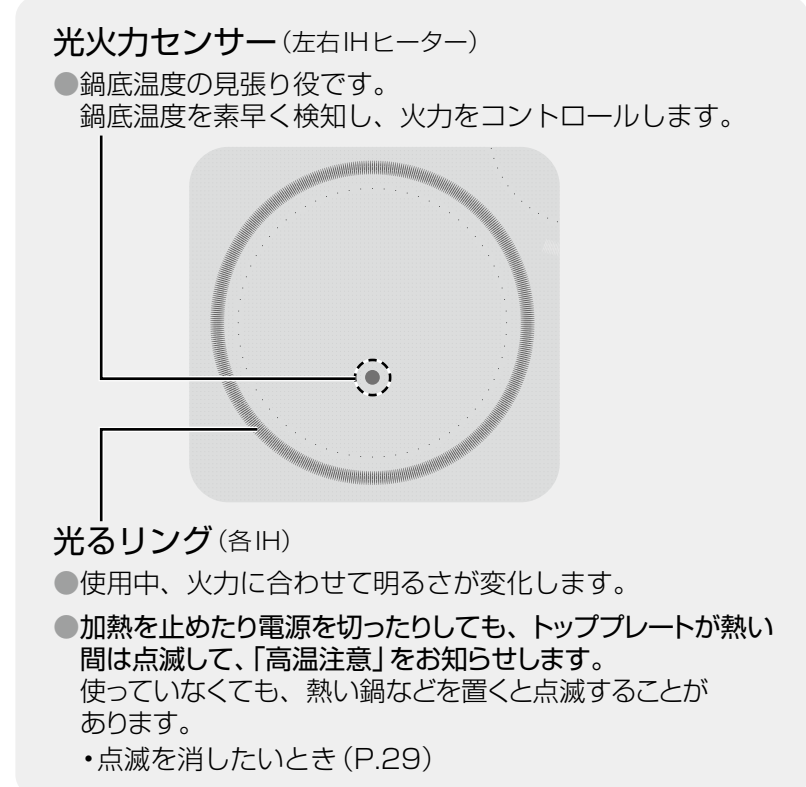 光火力センサー（左右IHヒーター）
●鍋底温度の見張り役です。
鍋底温度を素早く検知し、火力をコントロールします。
光るリング（各IH）
●使用中、火力に合わせて明るさが変化します。
●加熱を止めたり電源を切ったりしても、トッププレートが熱い
間は点滅して、「高温注意」をお知らせします。
使っていなくても、熱い鍋などを置くと点滅することが
あります。
・点滅を消したいとき（P.29）